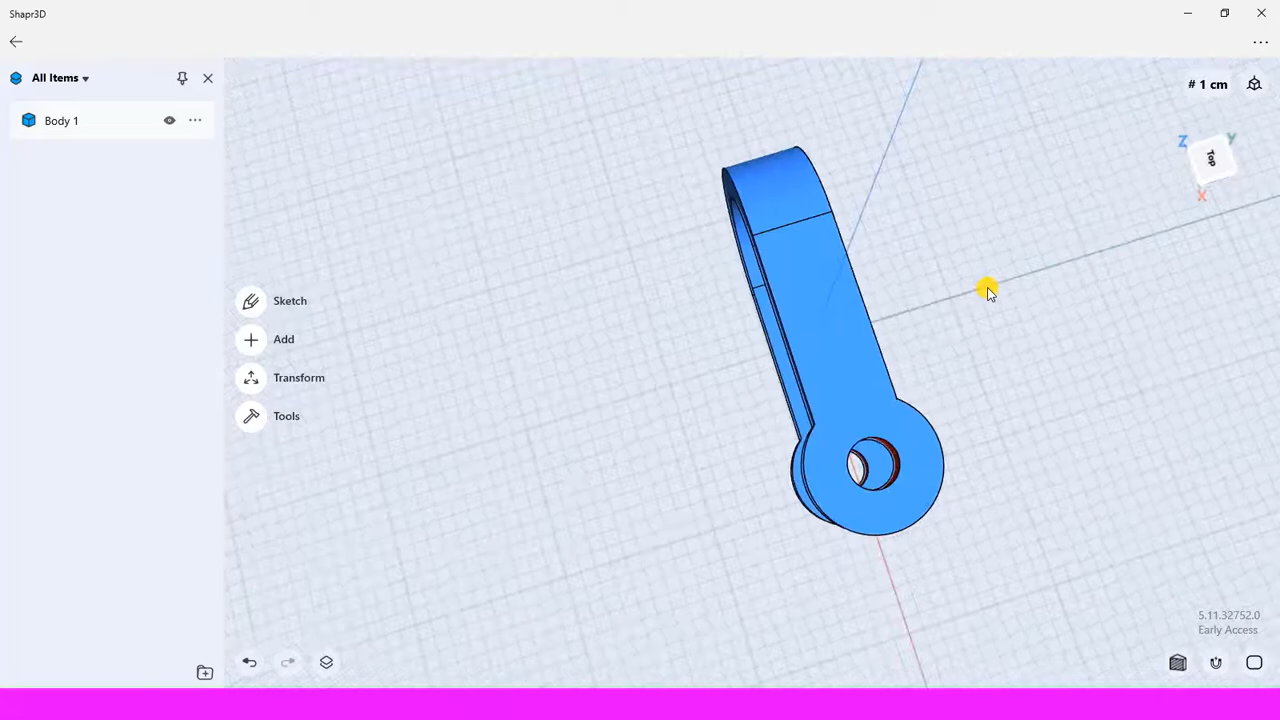 Shapr3D
All Items
# 1 cm
Body 1
Z
Y
Top
X
Sketch
Add
Transform
Tools
5.11.32752.0
Early Access